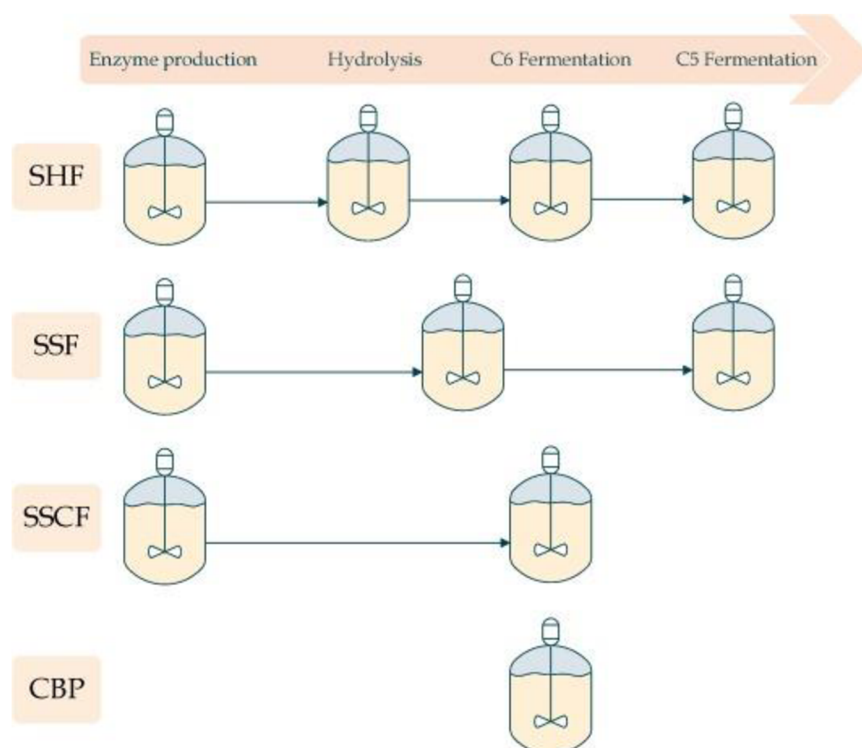 Enzyme production Hydrolysis C6 Fermentation C5 Fermentation
SHF
SSF
SSCF
CBP